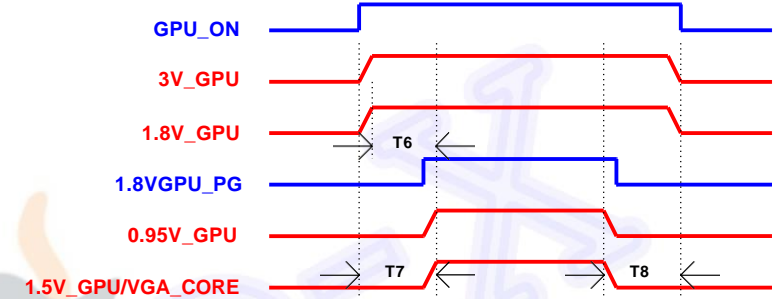 GPU_ON
3V_GPU
1.8V_GPU
T6
1.8VGPU_PG
0.95V_GPU
T7
T8
1.5V_GPU/VGA_CORE